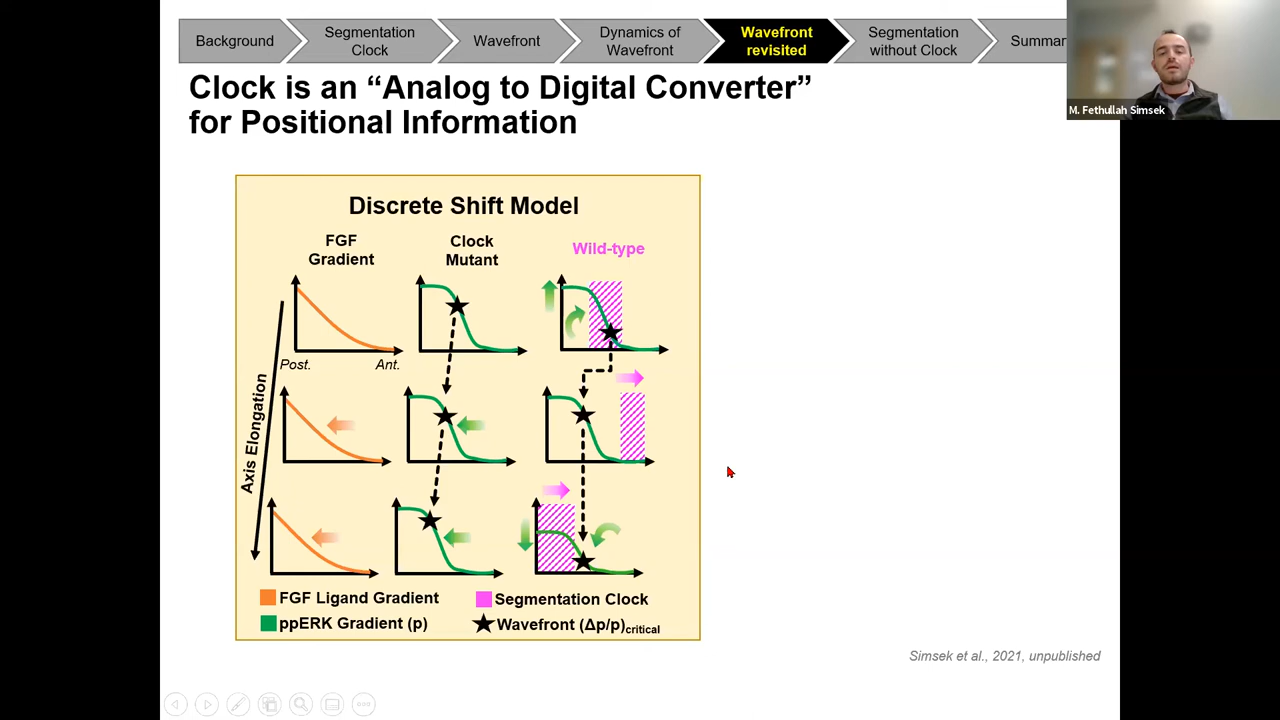 Background
Segmentation
Clock
Wavefront
Dynamics of
Wavefront
Wavefront
revisited
Segmentation
without Clock
Summar
M. Fethullah Simsek
Clock is an “Analog to Digital Converter”
for Positional Information
Discrete Shift Model
FGF
Gradient
Clock
Mutant
Wild-type
Post.
Ant.
Axis Elongation
FGF Ligand Gradient
Segmentation Clock
ppERK Gradient (p)
Wavefront (Δp/p)critical
Simsek et al., 2021, unpublished